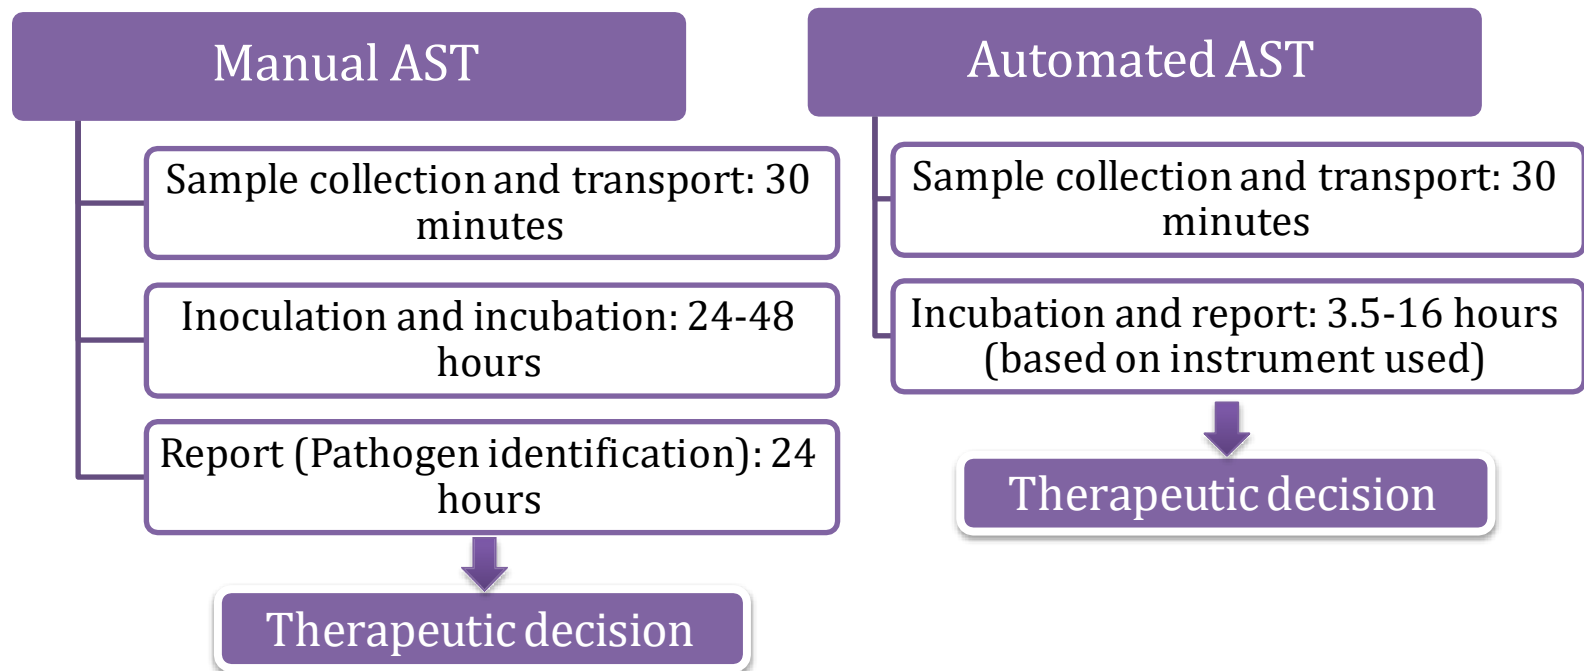 Manual AST
Sample collection and transport: 30
minutes
Inoculation and incubation: 24-48
hours
Report (Pathogen identification): 24
hours
Therapeutic decision
Automated AST
Sample collection and transport: 30
minutes
Incubation and report: 3.5-16 hours
(based on instrument used)
Therapeutic decision